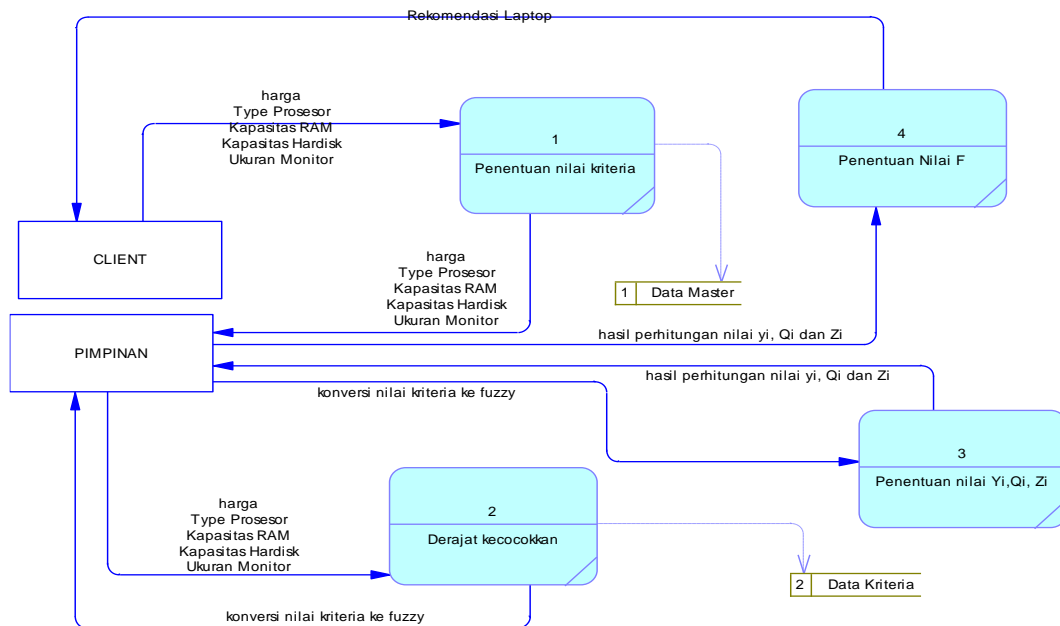 Rekomendasi Laptop
harga
Type Prosesor
Kapasitas RAM
Kapasitas Hardisk
Ukuran Monitor
1
Penentuan nilai kriteria
4
Penentuan Nilai F
CLIENT
harga
Type Prosesor
Kapasitas RAM
Kapasitas Hardisk
Ukuran Monitor
1 Data Master
PIMPINAN
hasil perhitungan nilai yi, Qi dan Zi
hasil perhitungan nilai yi, Qi dan Zi
konversi nilai kriteria ke fuzzy
3
Penentuan nilai Yi,Qi, Zi
harga
Type Prosesor
Kapasitas RAM
Kapasitas Hardisk
Ukuran Monitor
2
Derajat kecocokkan
2 Data Kriteria
konversi nilai kriteria ke fuzzy